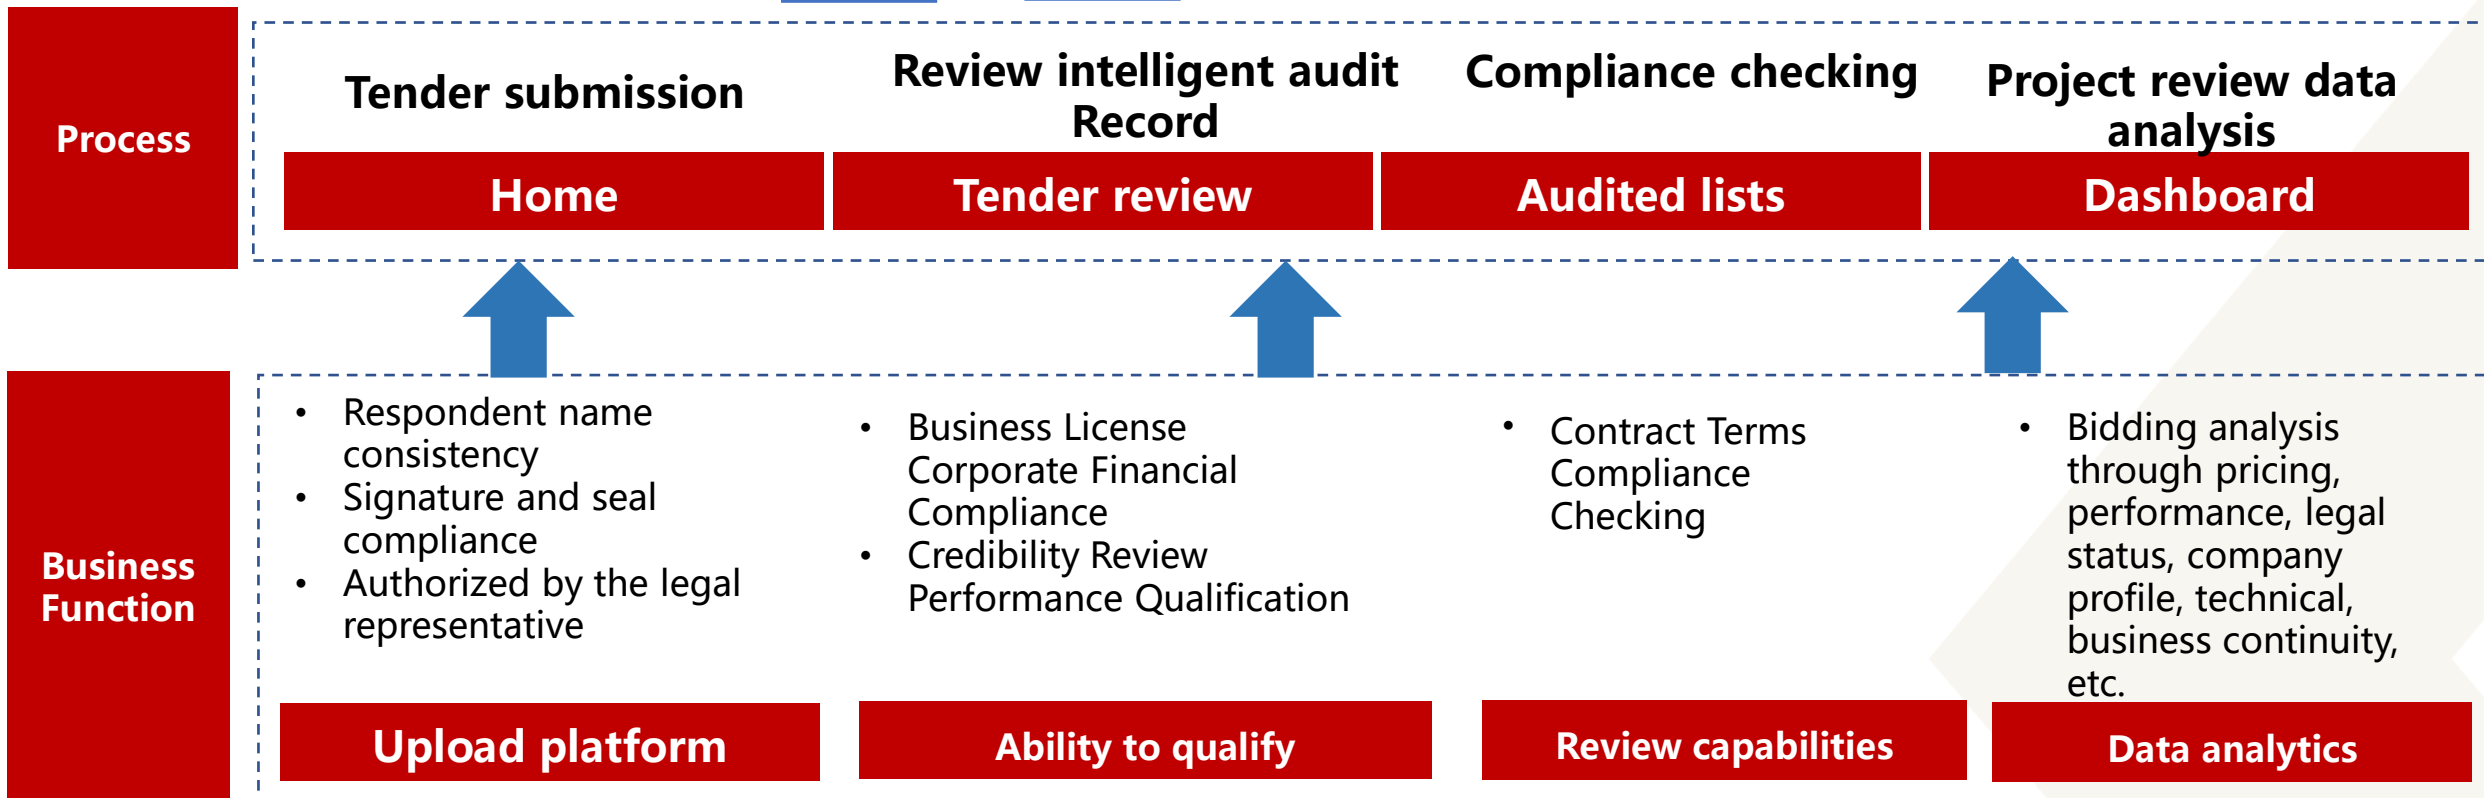 Process
Tender submission
Review intelligent audit
Record
Compliance checking
Project review data
analysis
Home
Tender review
Audited lists
Dashboard
Business
Function
• Respondent name
consistency
• Signature and seal
compliance
• Authorized by the legal
representative
• Business License
Corporate Financial
Compliance
• Credibility Review
Performance Qualification
• Contract Terms
Compliance
Checking
• Bidding analysis
through pricing,
performance, legal
status, company
profile, technical,
business continuity,
etc.
Upload platform
Ability to qualify
Review capabilities
Data analytics